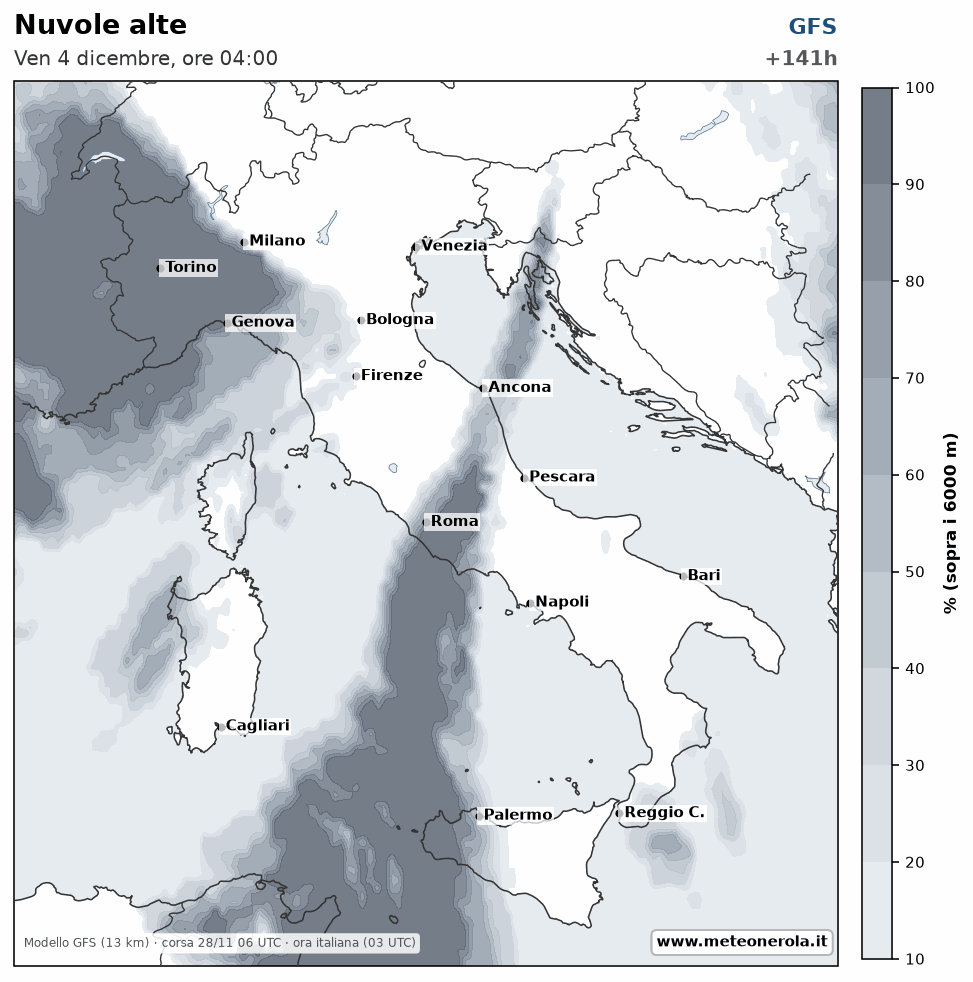 Nuvole alte
GFS
Ven 4 dicembre, ore 04:00
+141h
100
90
80
70
60
50
40
30
20
10
% (sopra i 6000 m)
Milano
Venezia
Torino
Genova
Bologna
Firenze
Ancona
Pescara
Roma
Bari
Napoli
Cagliari
Palermo
Reggio C.
Modello GFS (13 km) · corsa 28/11 06 UTC · ora italiana (03 UTC)
www.meteonerola.it